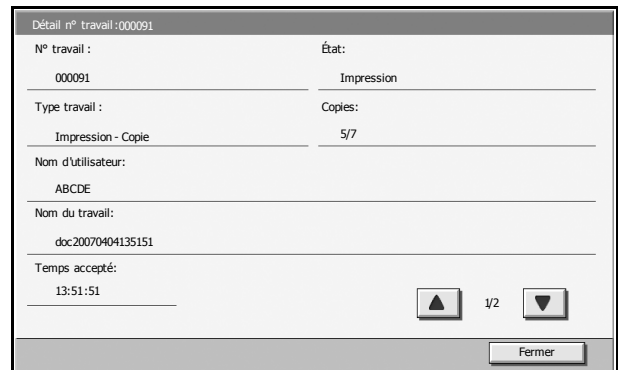 Détail n° travail:000091
N° travail :
État:
000091
Impression
Type travail :
Copies:
Impression - Copie
5/7
Nom d'utilisateur:
ABCDE
Nom du travail:
doc20070404135151
Temps accepté:
13:51:51
1/2
Fermer